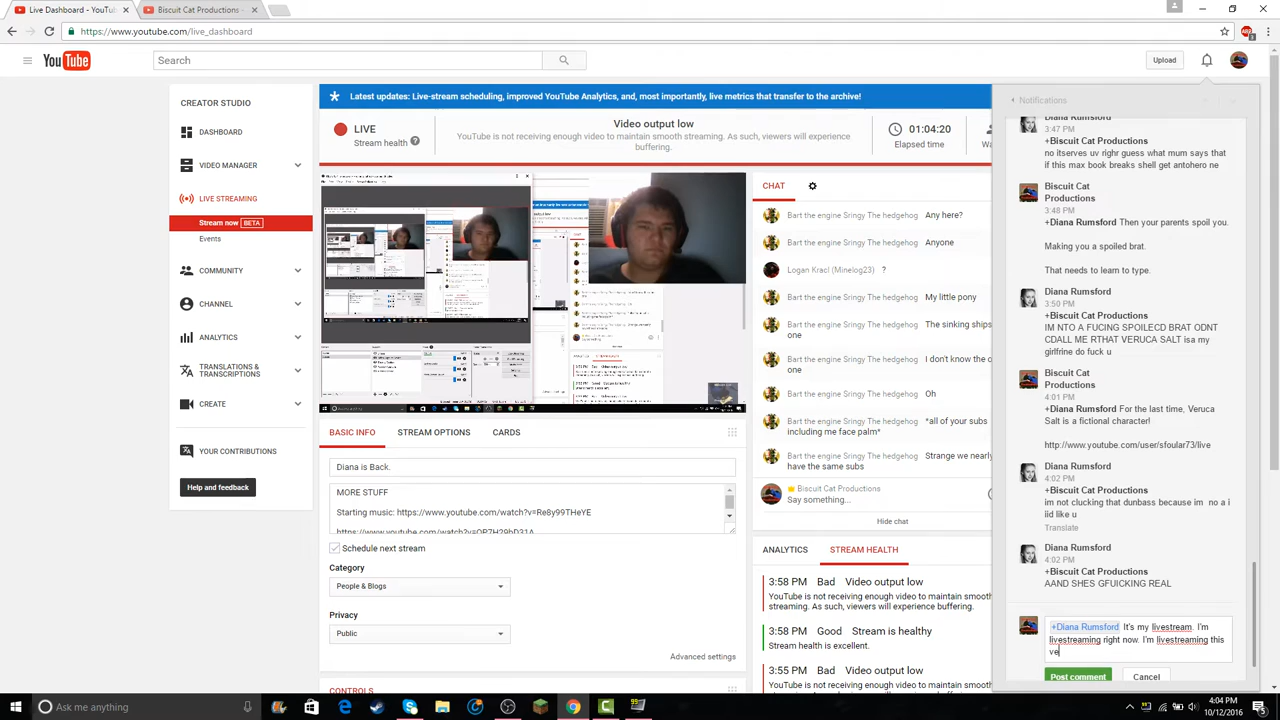 Live Dashboard - YouTu
Biscuit Cat Productions -
https://www.youtube.com/live_dashboard
YouTube
Search
Upload
CREATOR STUDIO
DASHBOARD
VIDEO MANAGER
LIVE STREAMING
Stream now BETA
Events
COMMUNITY
CHANNEL
ANALYTICS
TRANSLATIONS &
TRANSCRIPTIONS
CREATE
YOUR CONTRIBUTIONS
Help and feedback
Latest updates: Live-stream scheduling, improved YouTube Analytics, and, most importantly, live metrics that transfer to the archive!
LIVE
Stream health
Video output low
YouTube is not receiving enough video to maintain smooth streaming. As such, viewers will experience
buffering.
01:04:20
Elapsed time
Wa
BASIC INFO
STREAM OPTIONS
CARDS
Diana is Back.
MORE STUFF
Starting music: https://www.youtube.com/watch?v=Re8y99THeYE
https://www.youtube.com/watch?v=QP7H29bD31A
Schedule next stream
Category
People & Blogs
Privacy
Public
Advanced settings
CONTROLS
CHAT
Bart the engine Sringy The hedgehog Any here?
Bart the engine Sringy The hedgehog Anyone
Logan Kracl (Minelog23) ?
Bart the engine Sringy The hedgehog My little pony
Bart the engine Sringy The hedgehog The sinking ships
one
Bart the engine Sringy The hedgehog I don't know the o
one
Bart the engine Sringy The hedgehog Oh
Bart the engine Sringy The hedgehog *all of your subs
including me face palm*
Bart the engine Sringy The hedgehog Strange we nearly
have the same subs
Biscuit Cat Productions
Say something...
Hide chat
ANALYTICS
STREAM HEALTH
3:58 PM Bad Video output low
YouTube is not receiving enough video to maintain smooth
streaming. As such, viewers will experience buffering.
3:58 PM Good Stream is healthy
Stream health is excellent.
3:55 PM Bad Video output low
YouTube is not receiving enough video to maintain smooth
Notifications
Diana Rumsford
3:47 PM
+Biscuit Cat Productions
no itserves uv righr guess what mum says that
if this max book breaks shell get antohero ne
Biscuit Cat
Productions
3:48 PM
+Diana Rumsford Then your parents spoil you.
Making you a spoiled brat.
That needs to learn to type.
Diana Rumsford
3:50 PM
+Biscuit Cat Productions
IM NTO A FUCING SPOILECD BRAT ODNT
CDALL ME RTHAT VERUCA SALT isa my
girlfrine do fuck u
Biscuit Cat
Productions
4:01 PM
+Diana Rumsford For the last time, Veruca
Salt is a fictional character!
http://www.youtube.com/user/sfoular73/live
Diana Rumsford
4:02 PM
+Biscuit Cat Productions
im not clucking that dunbass because im no a i
iid like u
Translate
Diana Rumsford
4:02 PM
+Biscuit Cat Productions
AAND SHES GFUICKING REAL
+Diana Rumsford It's my livestream. I'm
livestreaming right now. I'm livestreaming this
ve
Post comment
Cancel
Ask me anything
4:04 PM
10/12/2016